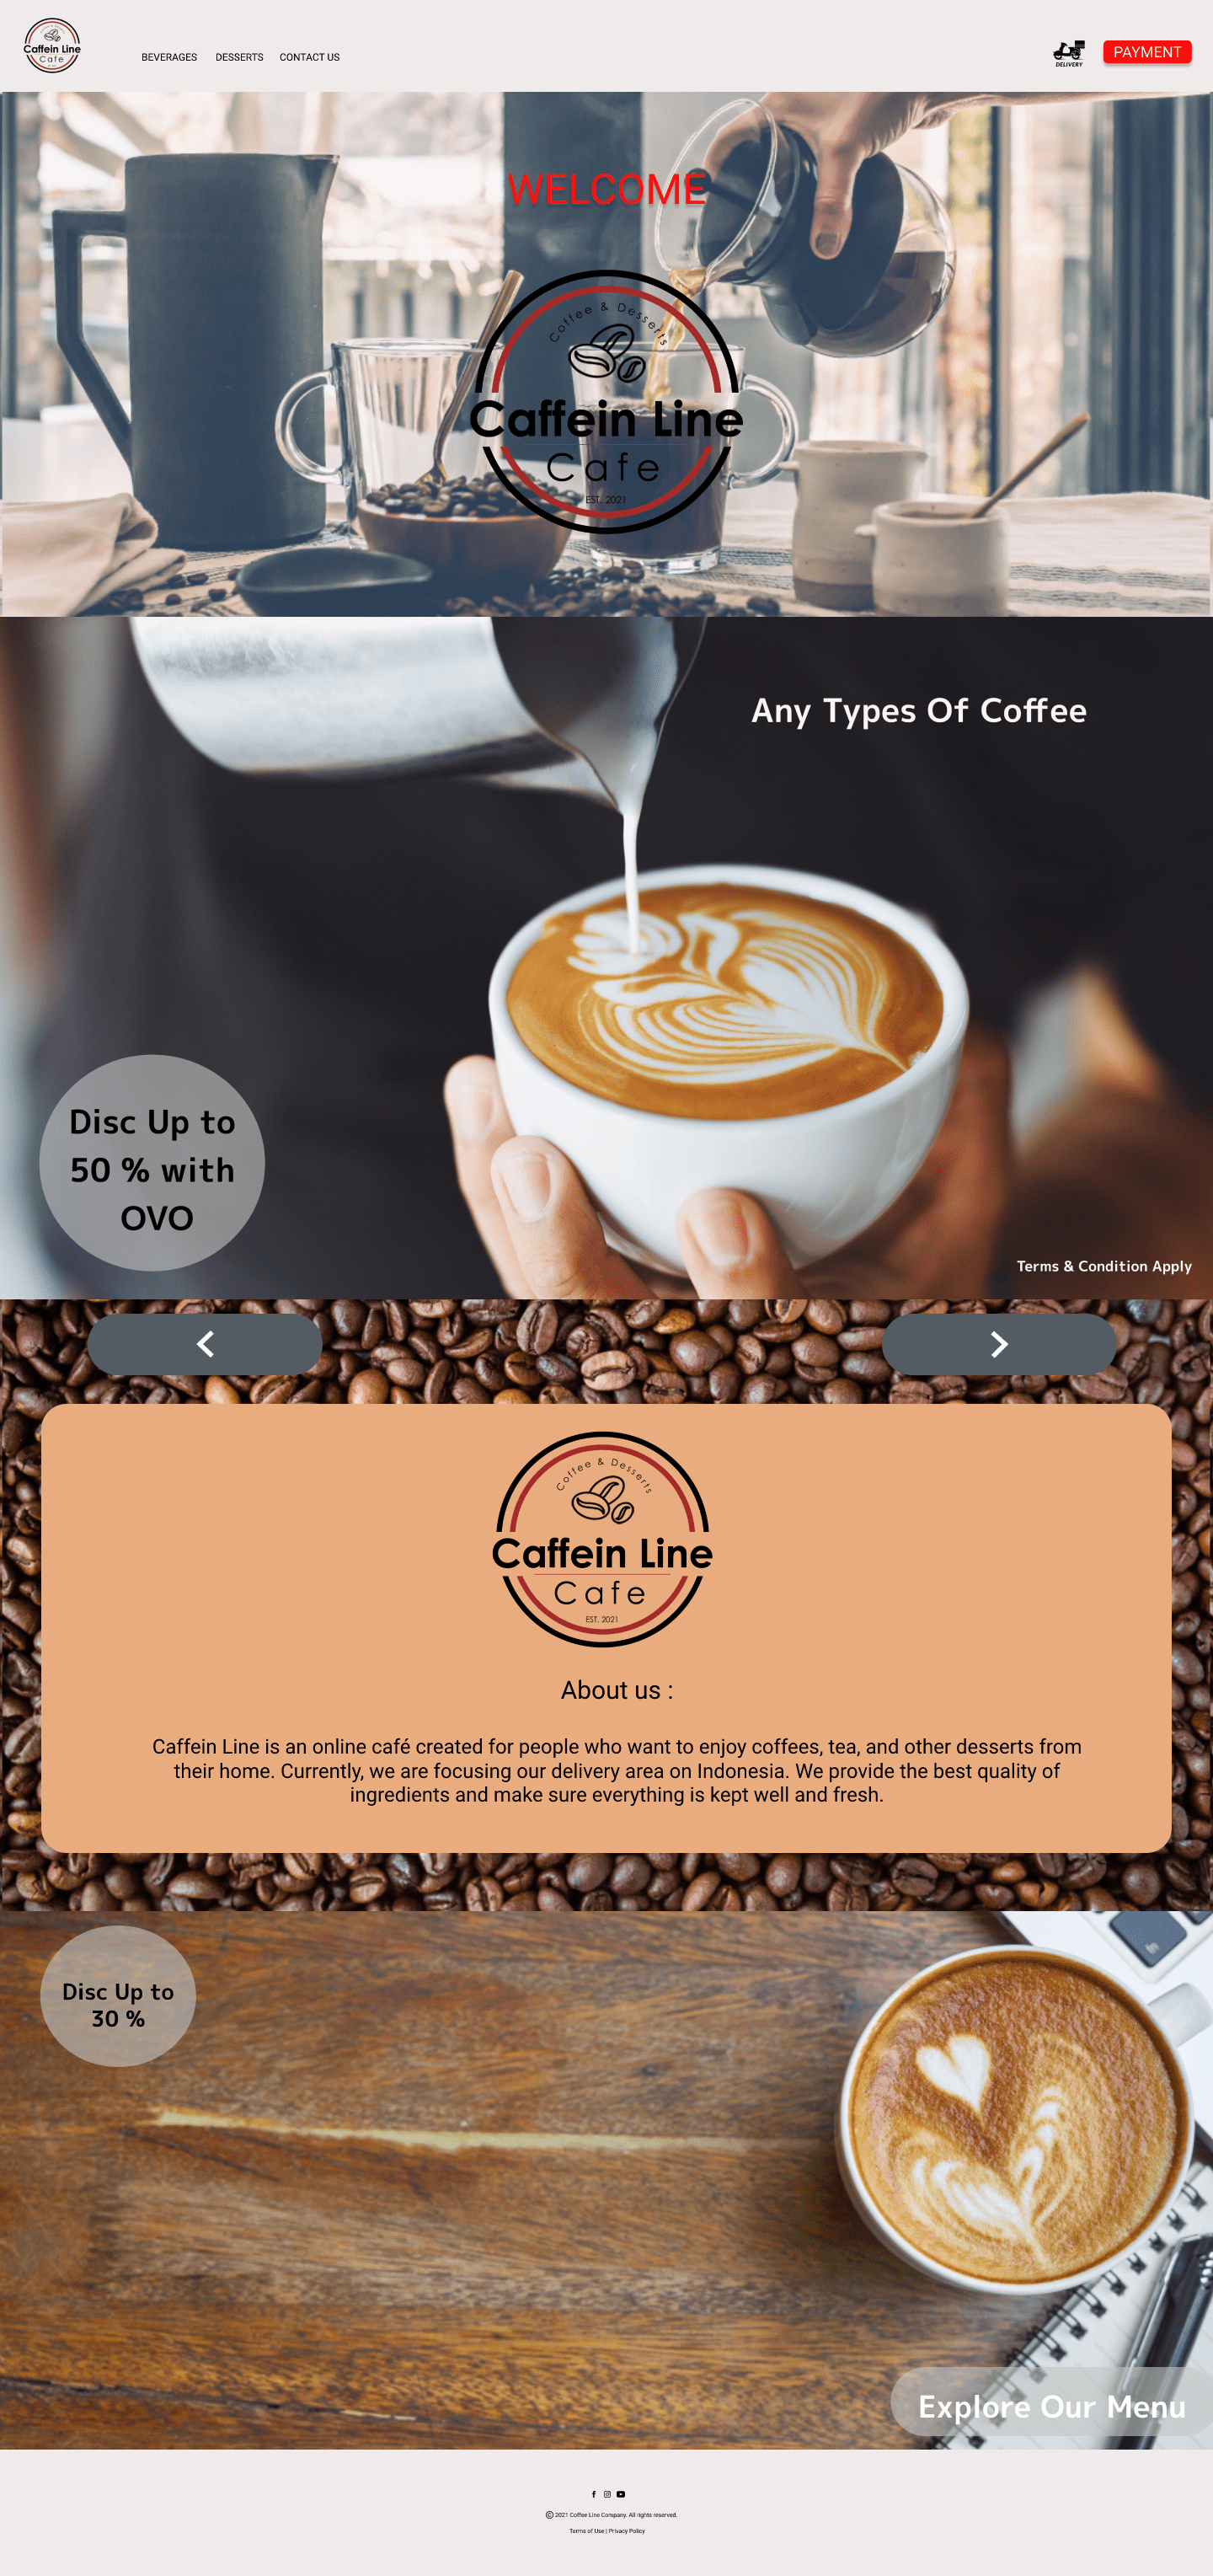 Coffee & Desserts
Caffein Line
Cafe
BEVERAGES DESSERTS CONTACT US
DELIVERY
PAYMENT
WELCOME
Coffee & Desserts
Caffein Line
Cafe
EST. 2021
Any Types Of Coffee
Disc Up to
50 % with
OVO
Terms & Condition Apply
Coffee & Desserts
Caffein Line
Cafe
EST. 2021
About us :
Caffein Line is an online café created for people who want to enjoy coffees, tea, and other desserts from
their home. Currently, we are focusing our delivery area on Indonesia. We provide the best quality of
ingredients and make sure everything is kept well and fresh.
Disc Up to
30 %
Explore Our Menu
© 2021 Coffee Line Company. All rights reserved.
Terms of Use | Privacy Policy